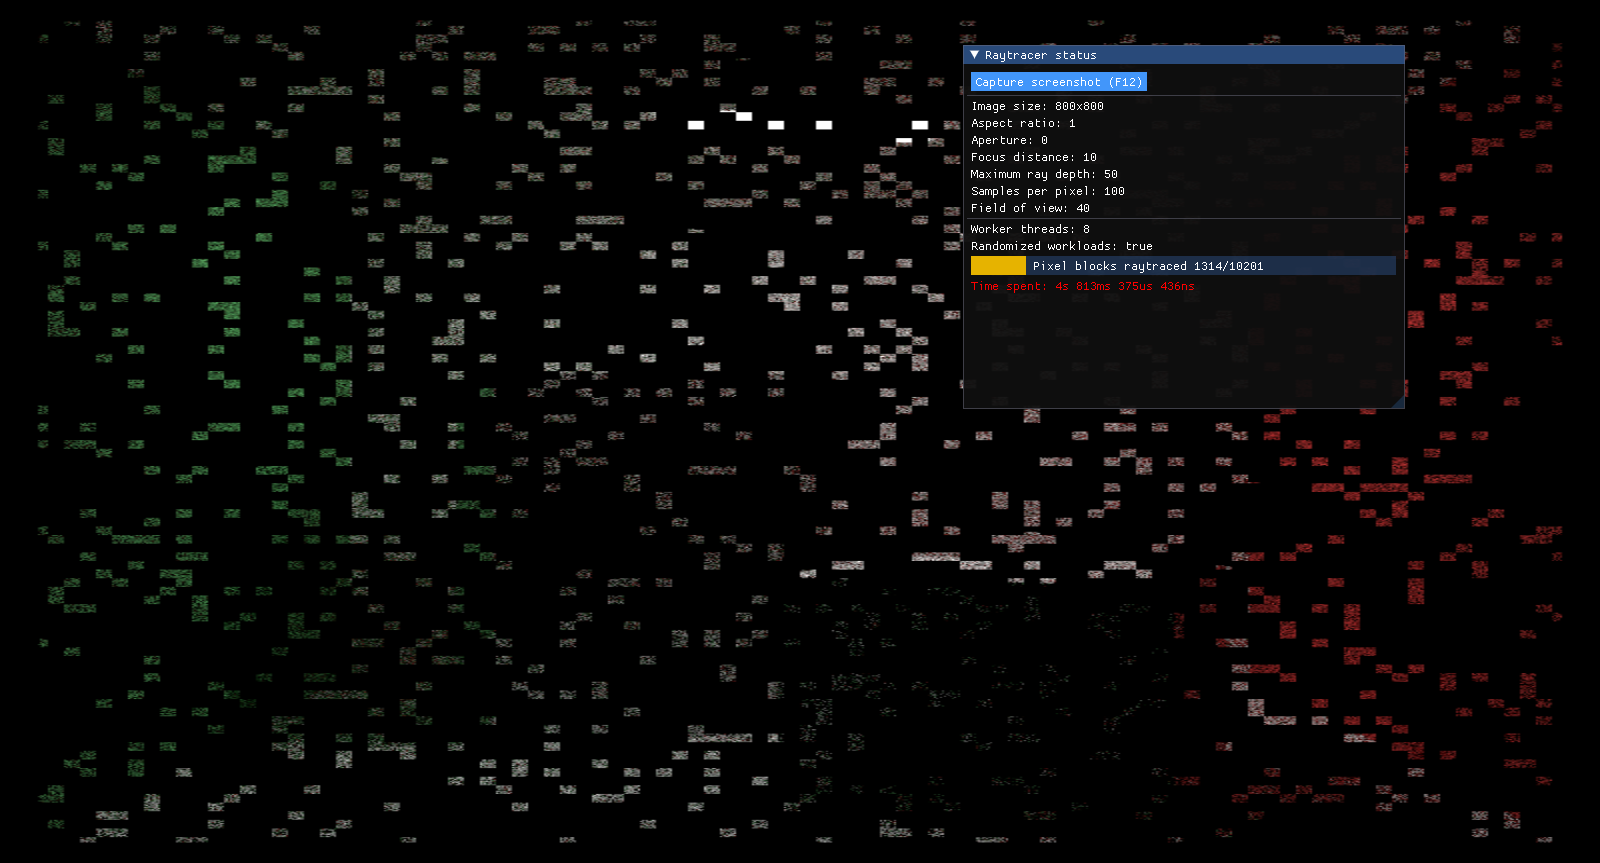 Raytracer status
Capture screenshot (F12)
Image size: 800x800
Aspect ratio: 1
Aperture: 0
Focus distance: 10
Maximum ray depth: 50
Samples per pixel: 100
Field of view: 40
Worker threads: 8
Randomized workloads: true
Pixel blocks raytraced 1314/10201
Time spent: 4s 813ms 375us 436ns